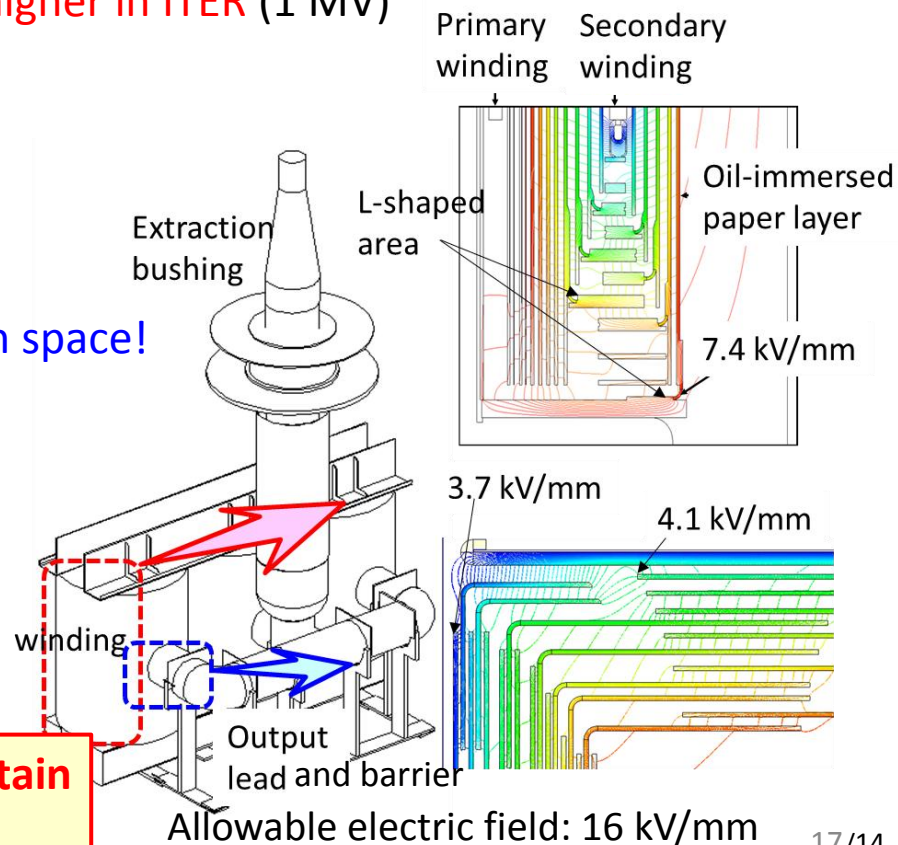 igher in ITER (1 MV)
Primary winding
Secondary winding
Extraction bushing
L-shaped area
Oil-immersed paper layer
space!
7.4 kV/mm
3.7 kV/mm
4.1 kV/mm
winding
Output lead and barrier
tain
Allowable electric field: 16 kV/mm
17/14